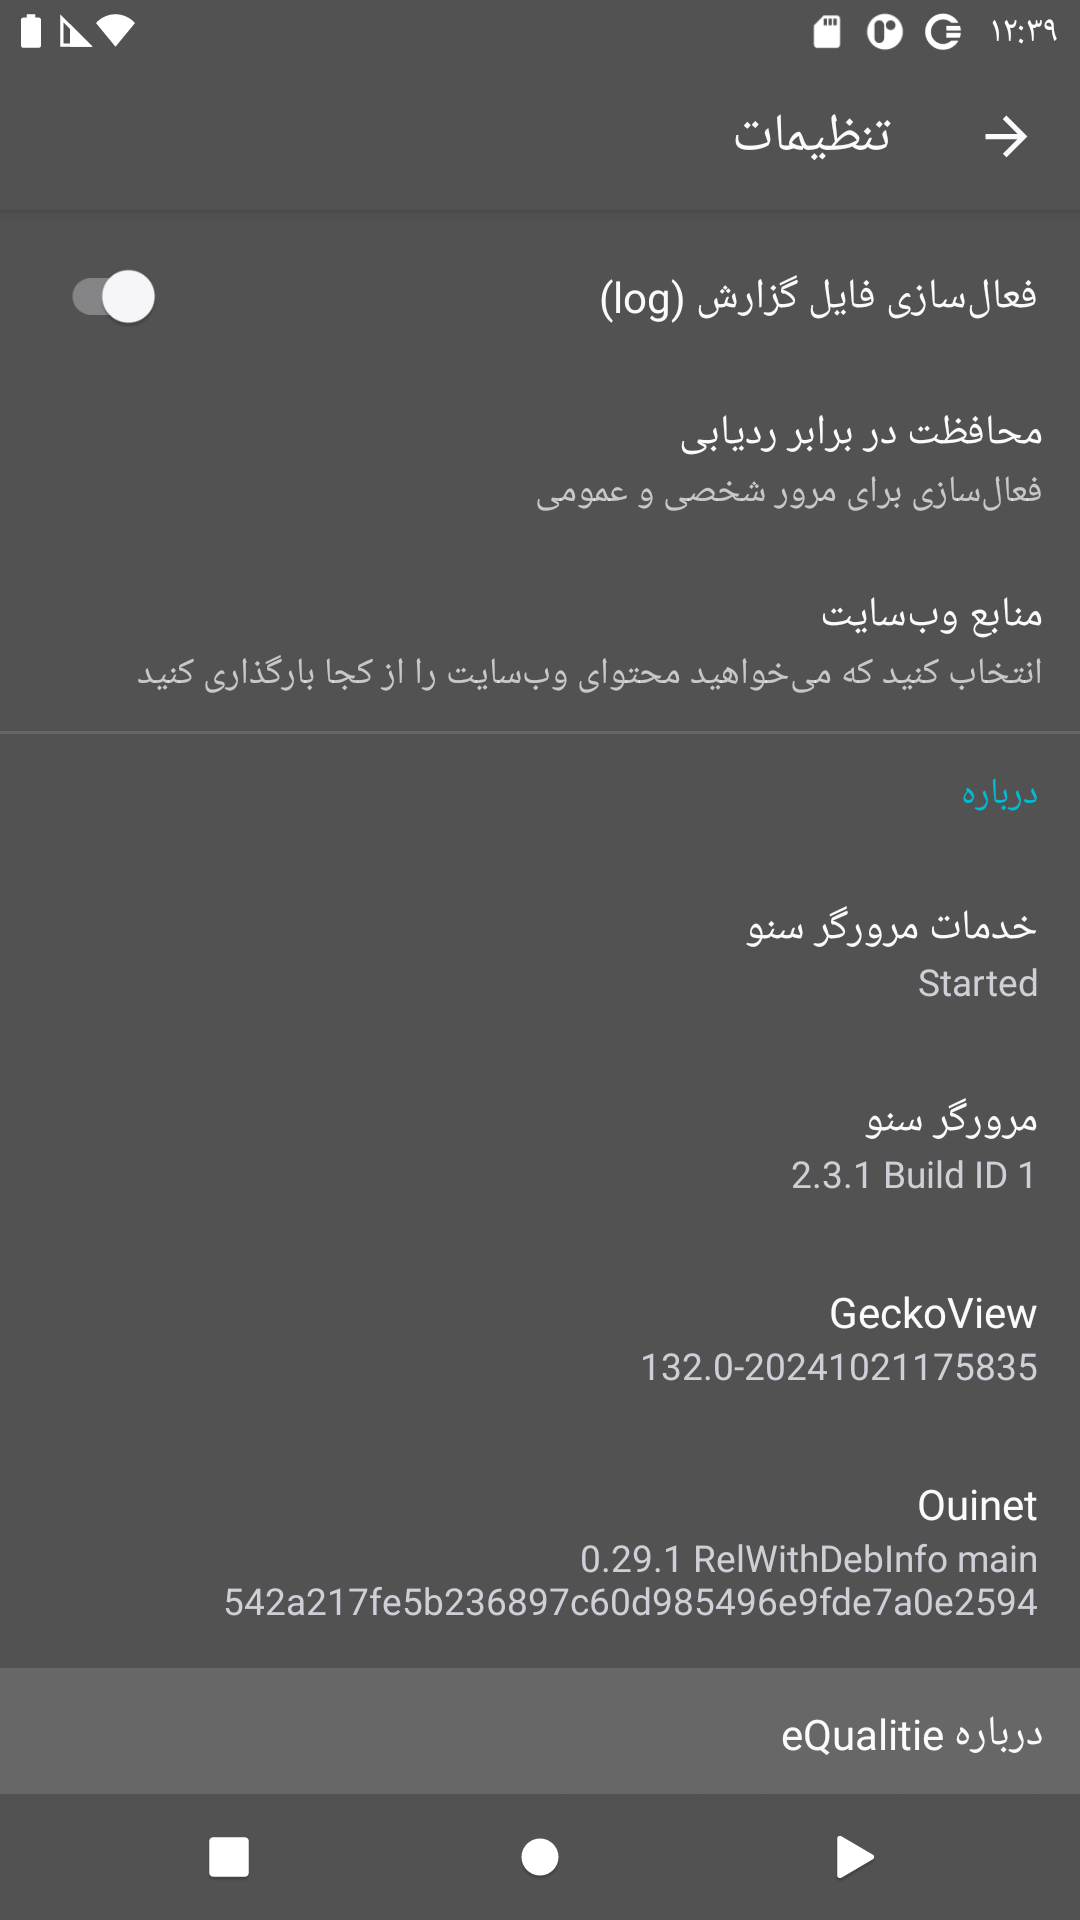 ۱۲:۳۹
تنظیمات
فعال‌سازی فایل گزارش (log)
محافظت در برابر ردیابی
فعال‌سازی برای مرور شخصی و عمومی
منابع وب‌سایت
انتخاب کنید که می‌خواهید محتوای وب‌سایت را از کجا بارگذاری کنید
درباره
خدمات مرورگر سنو
Started
مرورگر سنو
2.3.1 Build ID 1
GeckoView
132.0-20241021175835
Ouinet
0.29.1 RelWithDebInfo main
542a217fe5b236897c60d985496e9fde7a0e2594
درباره eQualitie